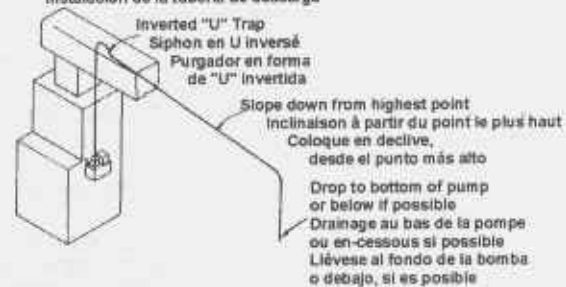 Instalación de la tubería de descarga
Inverted "U" Trap
Siphon en U inversé
Purgador en forma
de "U" invertida
Slope down from highest point
Inclinaison à partir du point le plus haut
Coloque en declive,
desde el punto más alto
Drop to bottom of pump
or below if possible
Drainage au bas de la pompe
ou en-cessous si possible
Llévese al fondo de la bomba
o debajo, si es posible